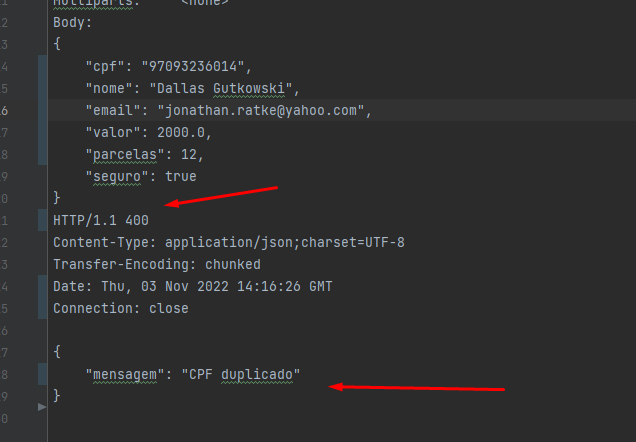 Multiparts: <none>
Body:
{
"cpf": "97093236014",
"nome": "Dallas Gutkowski",
"email": "jonathan.ratke@yahoo.com",
"valor": 2000.0,
"parcelas": 12,
"seguro": true
}
HTTP/1.1 400
Content-Type: application/json;charset=UTF-8
Transfer-Encoding: chunked
Date: Thu, 03 Nov 2022 14:16:26 GMT
Connection: close
{
"mensagem": "CPF duplicado"
}